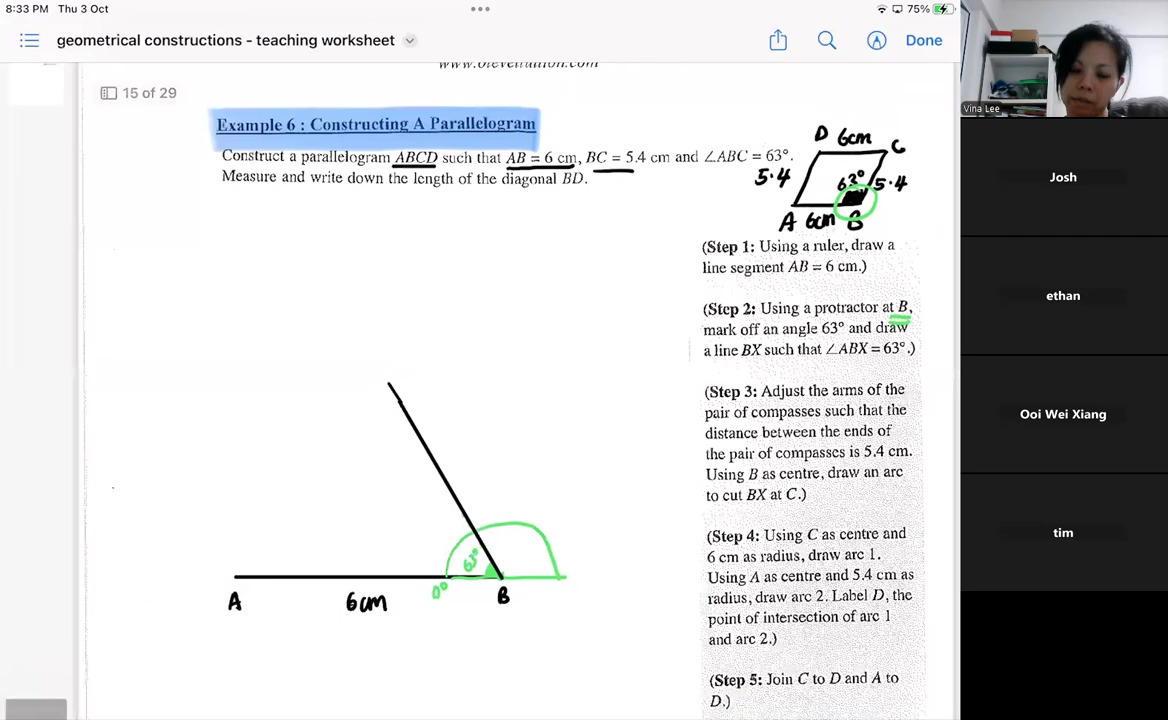 8:33 PM Thu 3 Oct
75%
geometrical constructions - teaching worksheet
Done
15 of 29
Example 6 : Constructing A Parallelogram
Construct a parallelogram ABCD such that AB = 6 cm, BC = 5.4 cm and ∠ABC = 63°.
Measure and write down the length of the diagonal BD.
D 6cm C
5.4 63° 5.4
A 6cm B
(Step 1: Using a ruler, draw a
line segment AB = 6 cm.)
(Step 2: Using a protractor at B,
mark off an angle 63° and draw
a line BX such that ∠ABX = 63°.)
(Step 3: Adjust the arms of the
pair of compasses such that the
distance between the ends of
the pair of compasses is 5.4 cm.
Using B as centre, draw an arc
to cut BX at C.)
(Step 4: Using C as centre and
6 cm as radius, draw arc 1.
Using A as centre and 5.4 cm as
radius, draw arc 2. Label D, the
point of intersection of arc 1
and arc 2.)
(Step 5: Join C to D and A to
D.)
63°
0°
A 6cm B
Vina Lee
Josh
ethan
Ooi Wei Xiang
tim